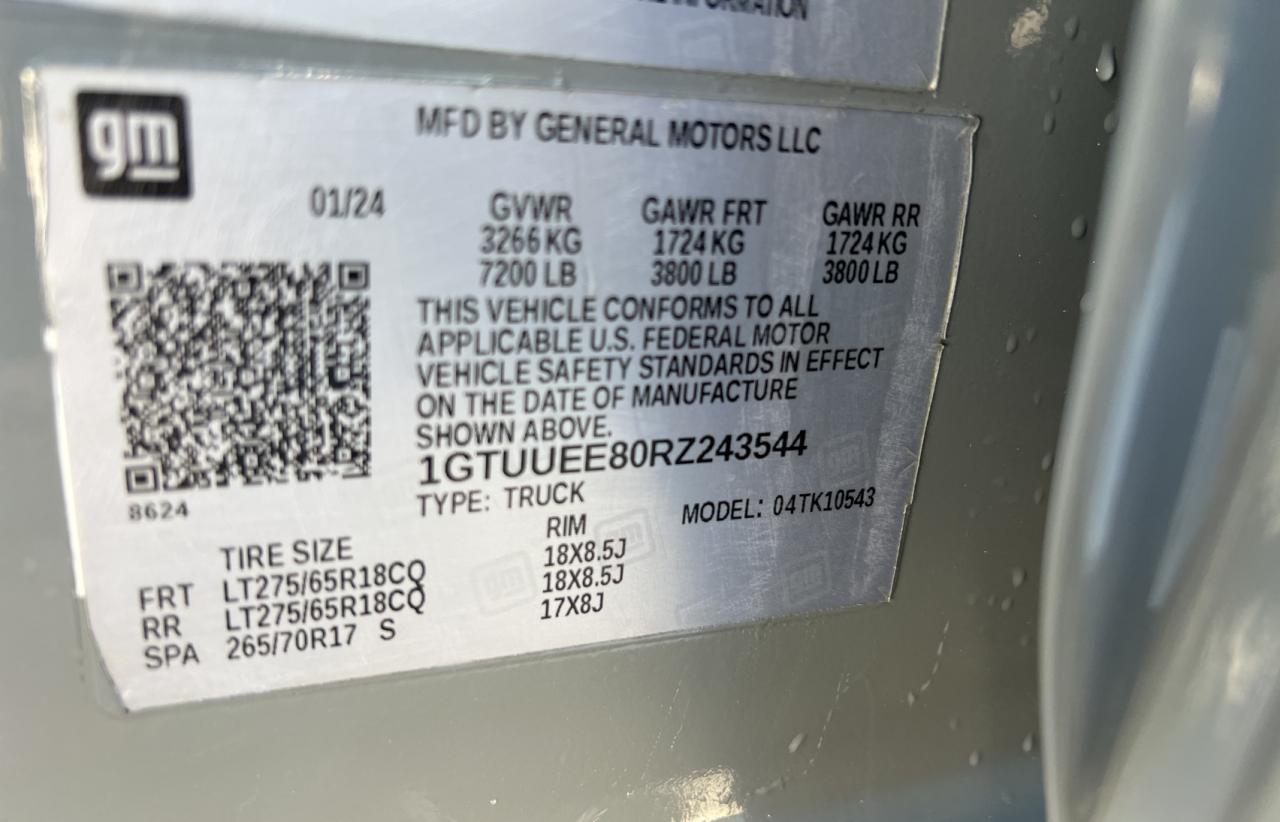 INFORMATION
gm
MFD BY GENERAL MOTORS LLC
01/24
GVWR GAWR FRT GAWR RR
3266 KG 1724 KG 1724 KG
7200 LB 3800 LB 3800 LB
THIS VEHICLE CONFORMS TO ALL
APPLICABLE U.S. FEDERAL MOTOR
VEHICLE SAFETY STANDARDS IN EFFECT
ON THE DATE OF MANUFACTURE
SHOWN ABOVE.
1GTUUEE80RZ243544
8624
TYPE: TRUCK MODEL: 04TK10543
TIRE SIZE RIM
FRT LT275/65R18CQ 18X8.5J
RR LT275/65R18CQ 18X8.5J
SPA 265/70R17 S 17X8J